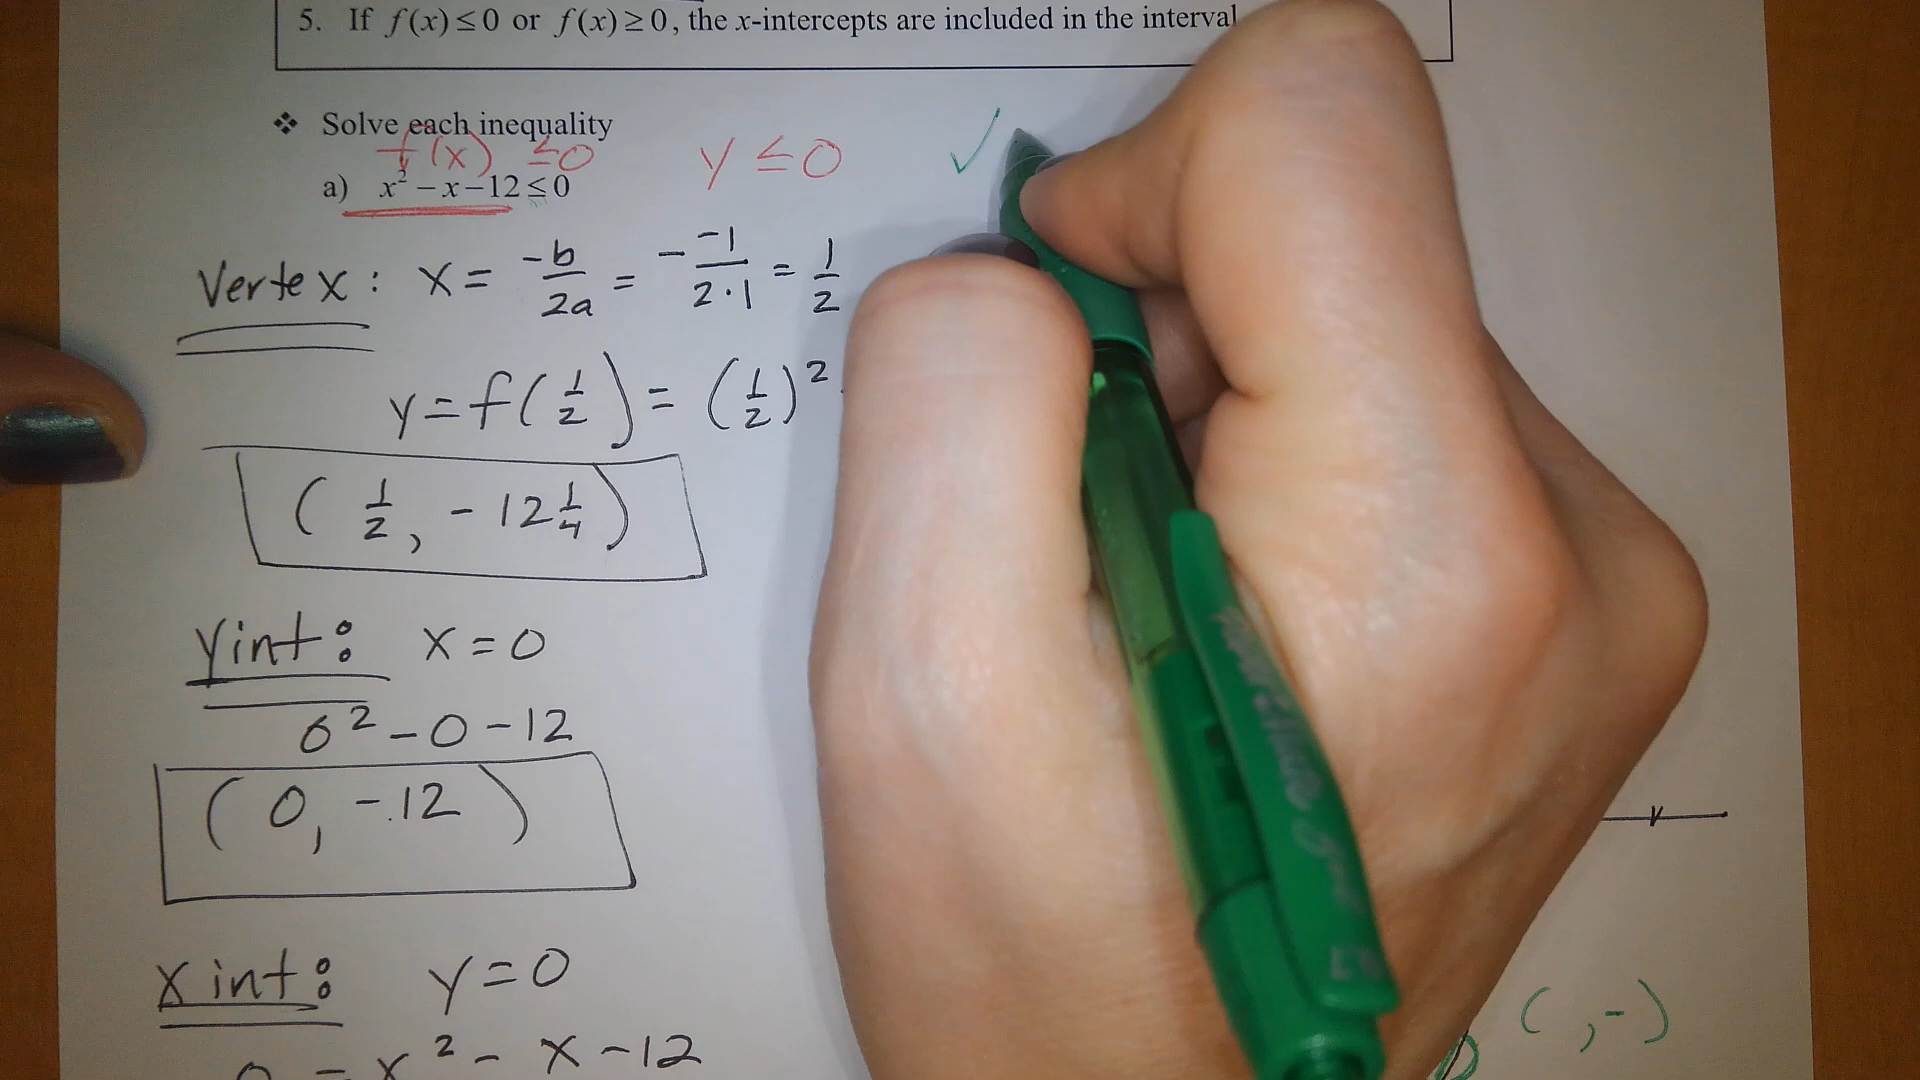 5. If f(x) ≤ 0 or f(x) ≥ 0, the x-intercepts are included in the interval
❖ Solve each inequality
f(x) ≤0 y ≤ 0 ✓
a) x² − x − 12 ≤ 0
Vertex: x = -b/2a = - -1/2·1 = 1/2
y = f(1/2) = (1/2)²
(1/2, -12 1/4)
Yint: x = 0
0² - 0 - 12
(0, -12)
X int: y = 0
0 = x² - x - 12
( , -)